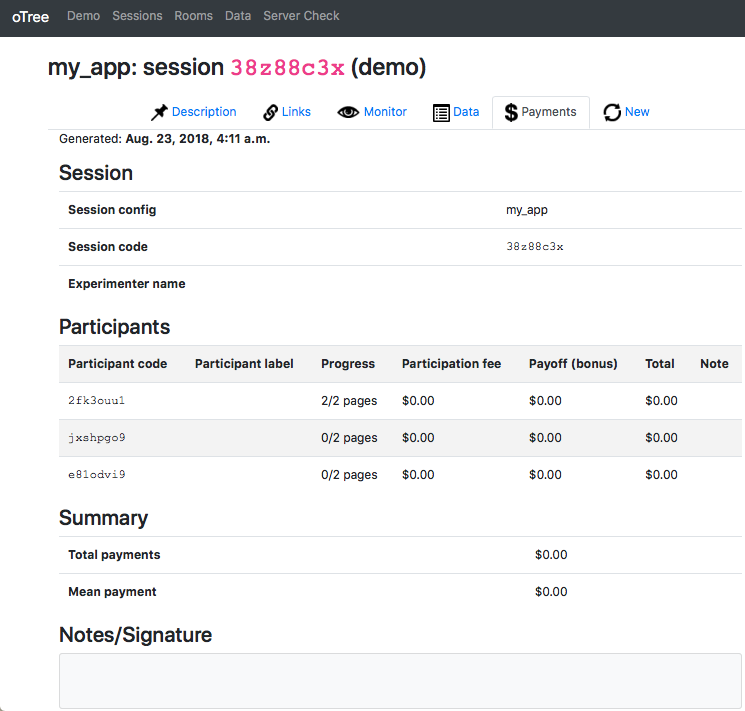 oTree Demo Sessions Rooms Data Server Check
my_app: session 38z88c3x (demo)
Description Links Monitor Data Payments New
Generated: Aug. 23, 2018, 4:11 a.m.
Session
Session config my_app
Session code 38z88c3x
Experimenter name
Participants
Participant code Participant label Progress Participation fee Payoff (bonus) Total Note
2fk3ouu1 2/2 pages $0.00 $0.00 $0.00
jxshpgo9 0/2 pages $0.00 $0.00 $0.00
e81odvi9 0/2 pages $0.00 $0.00 $0.00
Summary
Total payments $0.00
Mean payment $0.00
Notes/Signature